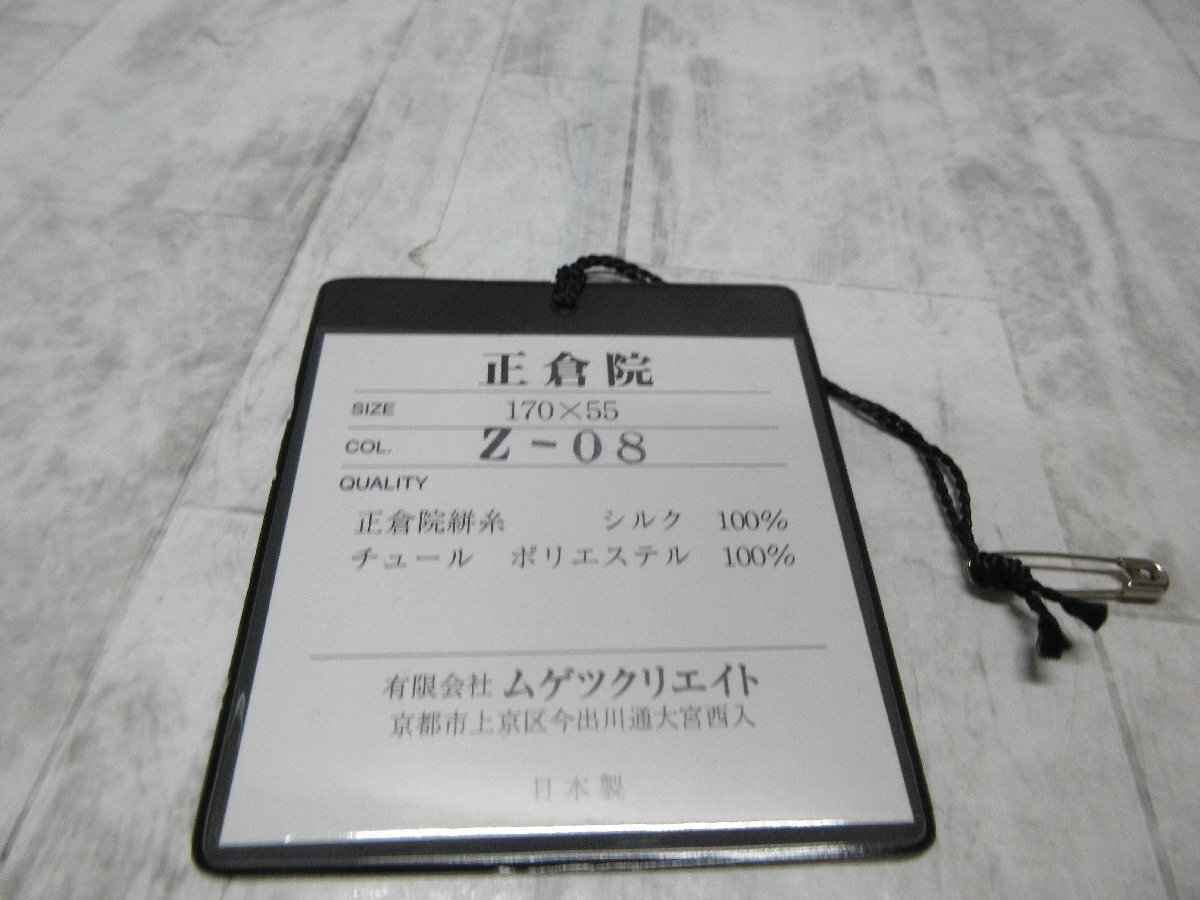 正倉院
SIZE 170×55
COL. Z-08
QUALITY
正倉院絣糸 シルク 100%
チュール ポリエステル 100%
有限会社 ムゲツクリエイト
京都市上京区今出川通大宮西入
日本製